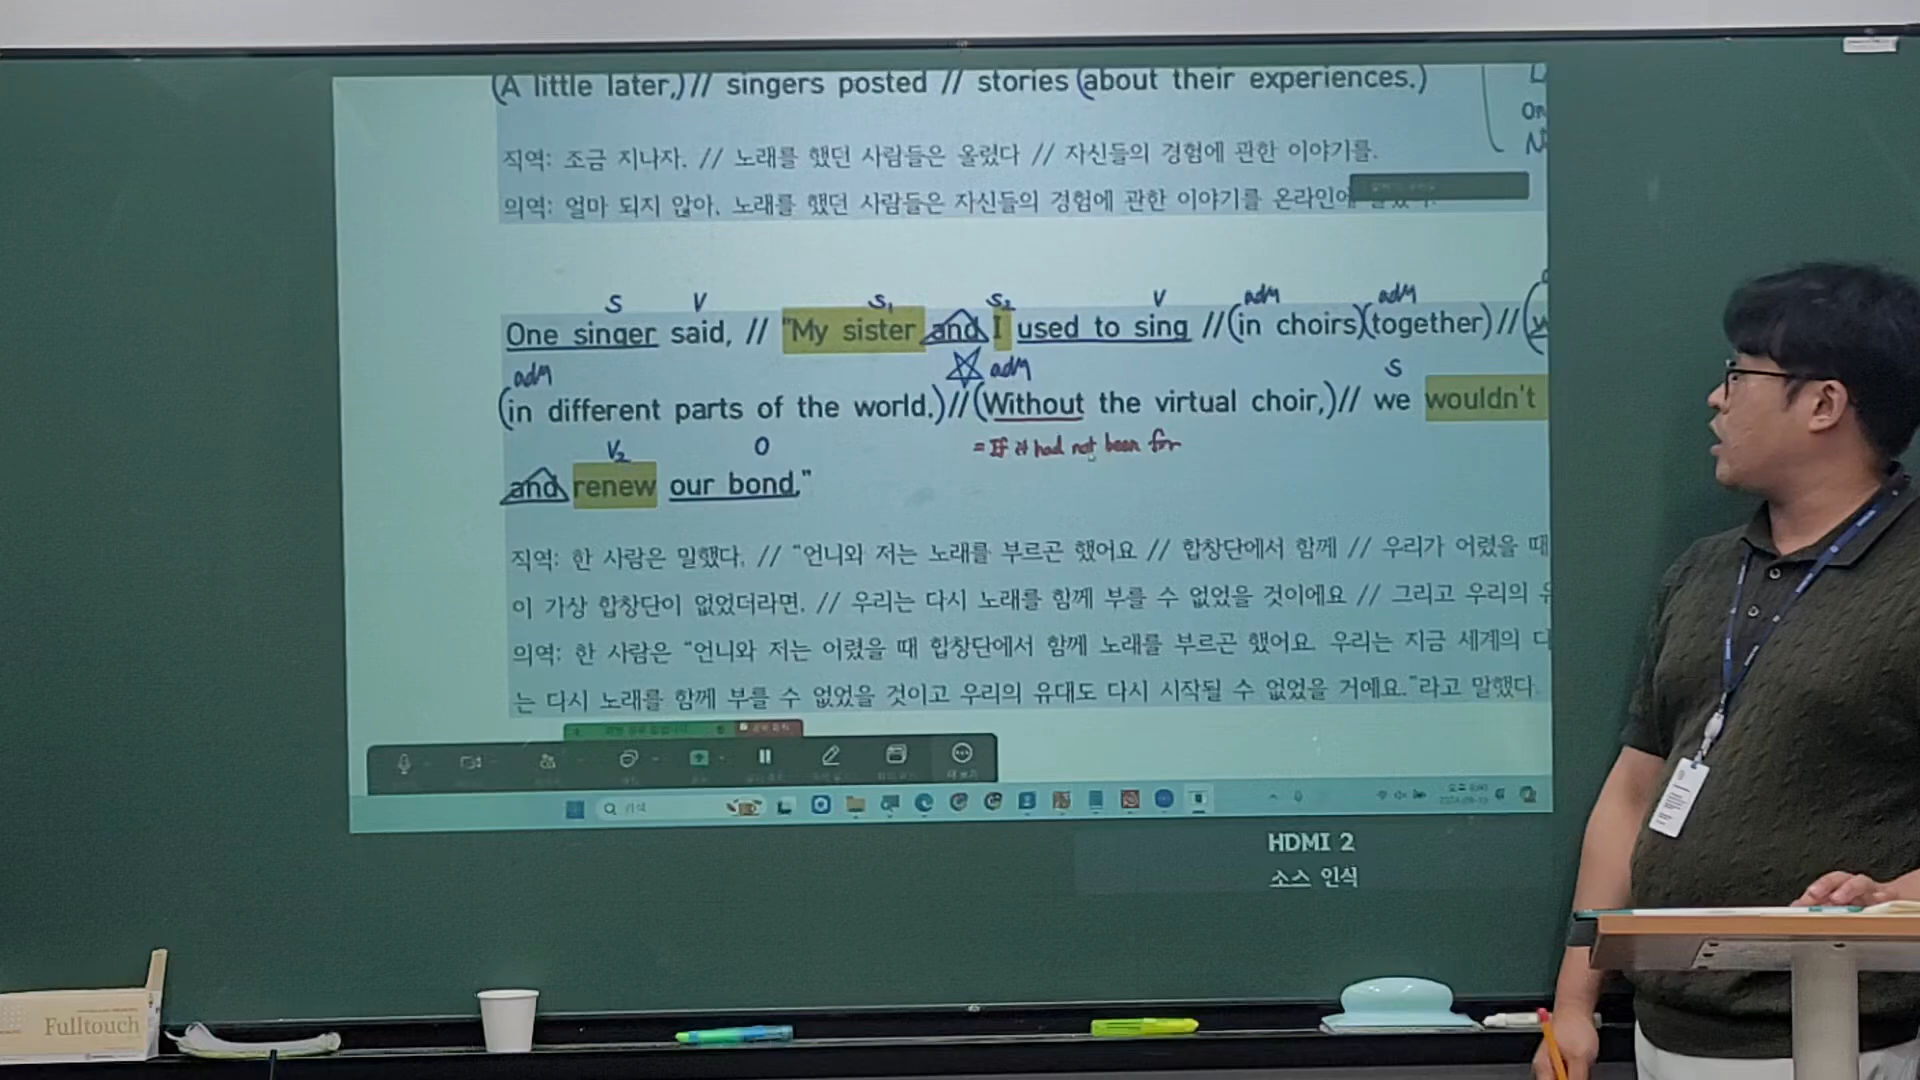 (A little later,) // singers posted // stories (about their experiences.)
직역: 조금 지나자. // 노래를 했던 사람들은 올렸다 // 자신들의 경험에 관한 이야기를.
의역: 얼마 되지 않아, 노래를 했던 사람들은 자신들의 경험에 관한 이야기를 온라인에
S V S₁ S₂ V adm adm
One singer said, // "My sister and I used to sing // (in choirs)(together) //
adm adm S
(in different parts of the world.) // (Without the virtual choir,) // we wouldn't
= If it had not been for
V₂ O
and renew our bond."
직역: 한 사람은 말했다, // "언니와 저는 노래를 부르곤 했어요 // 합창단에서 함께 // 우리가 어렸을 때
이 가상 합창단이 없었더라면, // 우리는 다시 노래를 함께 부를 수 없었을 것이에요 // 그리고 우리의
의역: 한 사람은 "언니와 저는 어렸을 때 합창단에서 함께 노래를 부르곤 했어요. 우리는 지금 세계의
는 다시 노래를 함께 부를 수 없었을 것이고 우리의 유대도 다시 시작될 수 없었을 거예요."라고 말했다.
검색
HDMI 2
소스 인식
Fulltouch